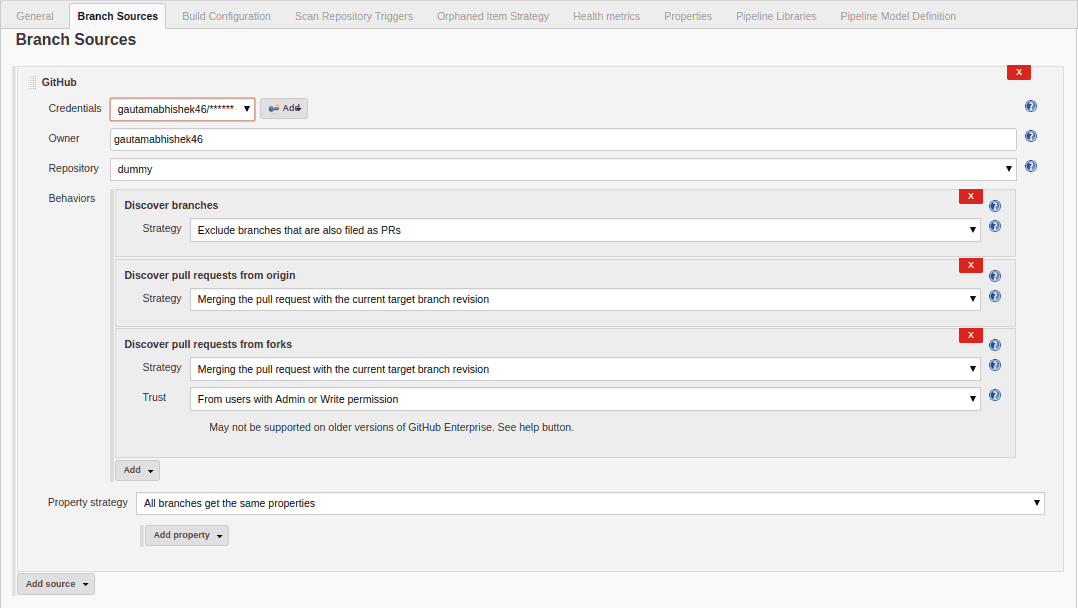 General Branch Sources Build Configuration Scan Repository Triggers Orphaned Item Strategy Health metrics Properties Pipeline Libraries Pipeline Model Definition
Branch Sources
X
GitHub
Credentials gautamabhishek46/****** Add
Owner gautamabhishek46
Repository dummy
Behaviors
X
Discover branches
Strategy Exclude branches that are also filed as PRs
X
Discover pull requests from origin
Strategy Merging the pull request with the current target branch revision
X
Discover pull requests from forks
Strategy Merging the pull request with the current target branch revision
Trust From users with Admin or Write permission
May not be supported on older versions of GitHub Enterprise. See help button.
Add
Property strategy All branches get the same properties
Add property
Add source